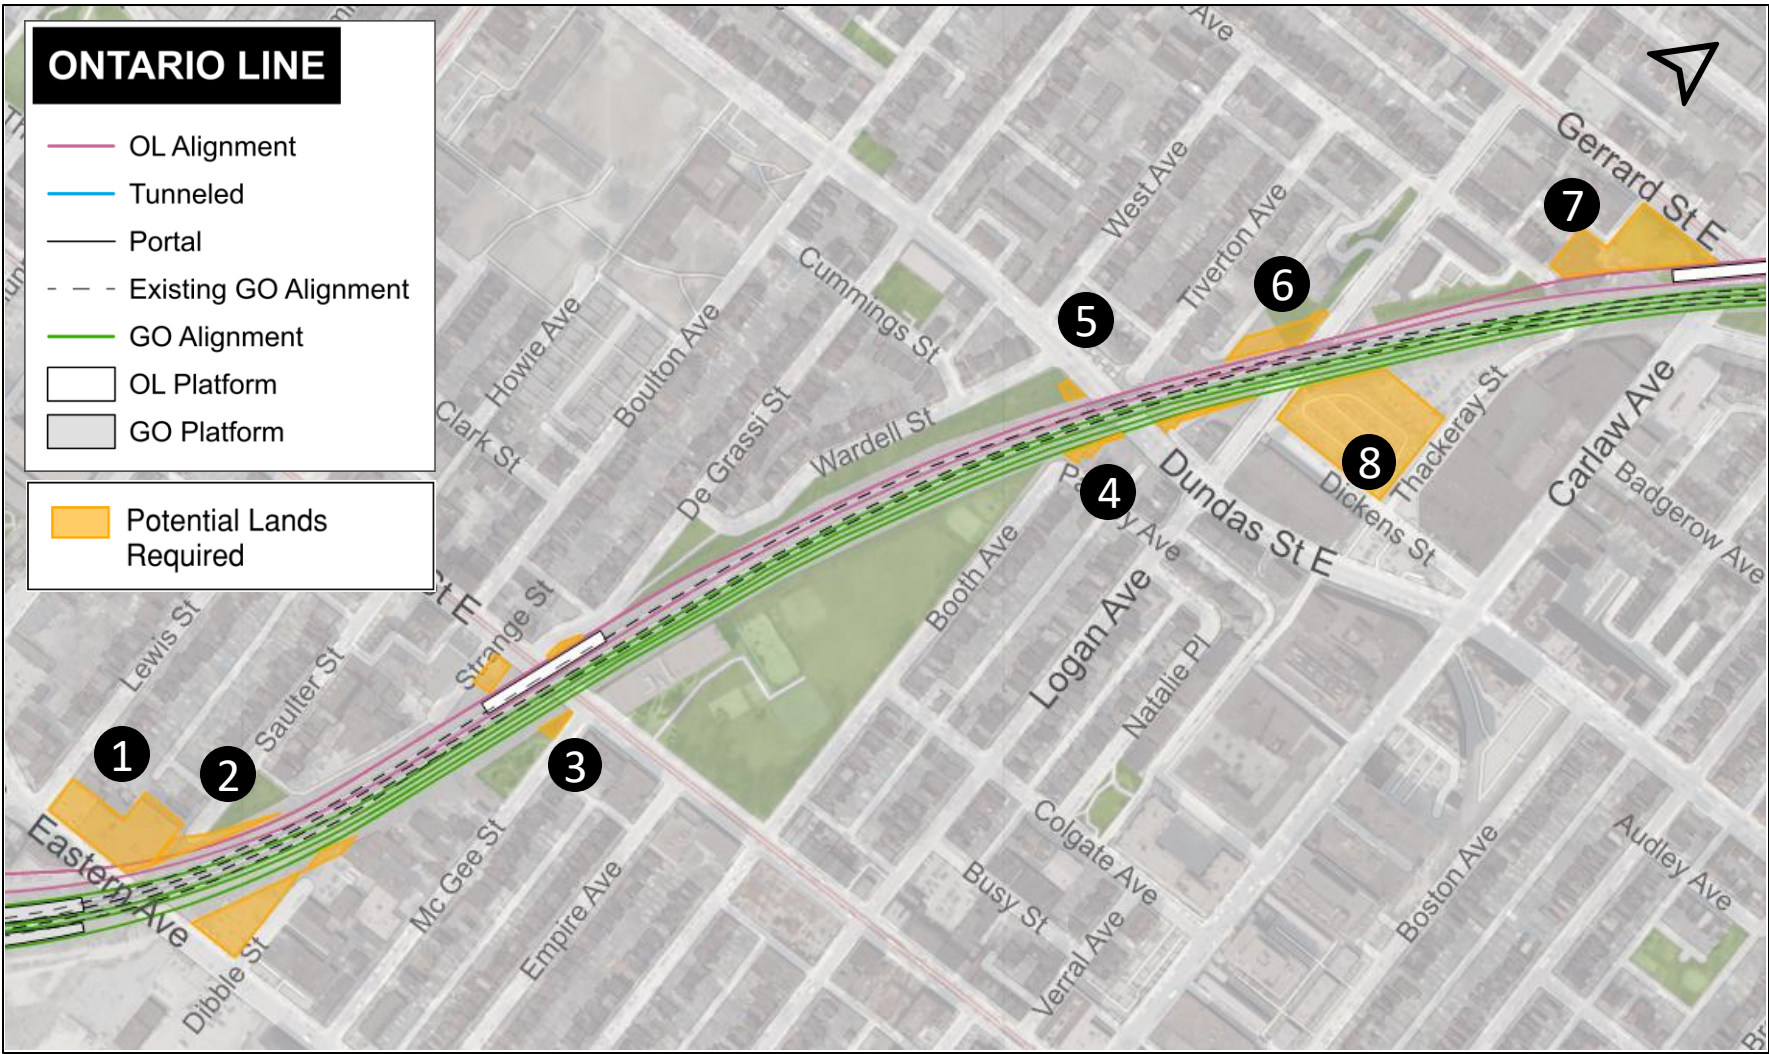 ONTARIO LINE
OL Alignment
Tunneled
Portal
Existing GO Alignment
GO Alignment
OL Platform
GO Platform
Potential Lands
Required
Ave
Gerrard St E
7
West Ave
Tiverton Ave
6
5
Cummings St
Howie Ave
Boulton Ave
De Grassi St
Clark St
Wardell St
4
8
Thackeray St
Carlaw Ave
Dickens St
Badgerow Ave
Dundas St E
Booth Ave
Logan Ave
Natalie Pl
St E
Strange St
Lewis St
Saulter St
1
2
3
Eastern Ave
Mc Gee St
Empire Ave
Dibble St
Colgate Ave
Busy St
Verral Ave
Boston Ave
Audley Ave